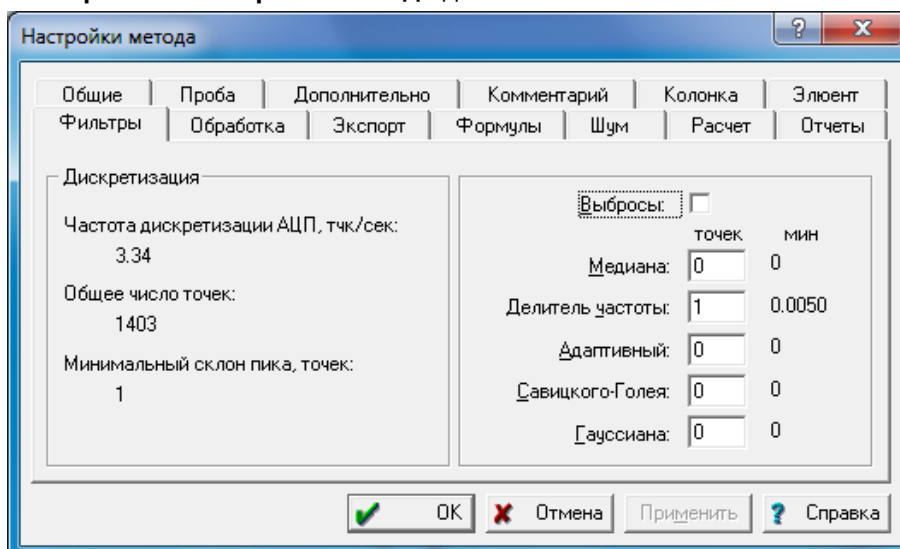 Настройки метода
Общие Проба Дополнительно Комментарий Колонка Элюент
Фильтры Обработка Экспорт Формулы Шум Расчет Отчеты
Дискретизация
Частота дискретизации АЦП, тчк/сек:
3.34
Общее число точек:
1403
Минимальный склон пика, точек:
1
Выбросы:
точек мин
Медиана: 0 0
Делитель частоты: 1 0.0050
Адаптивный: 0 0
Савицкого-Голея: 0 0
Гауссиана: 0 0
OK Отмена Применить ? Справка